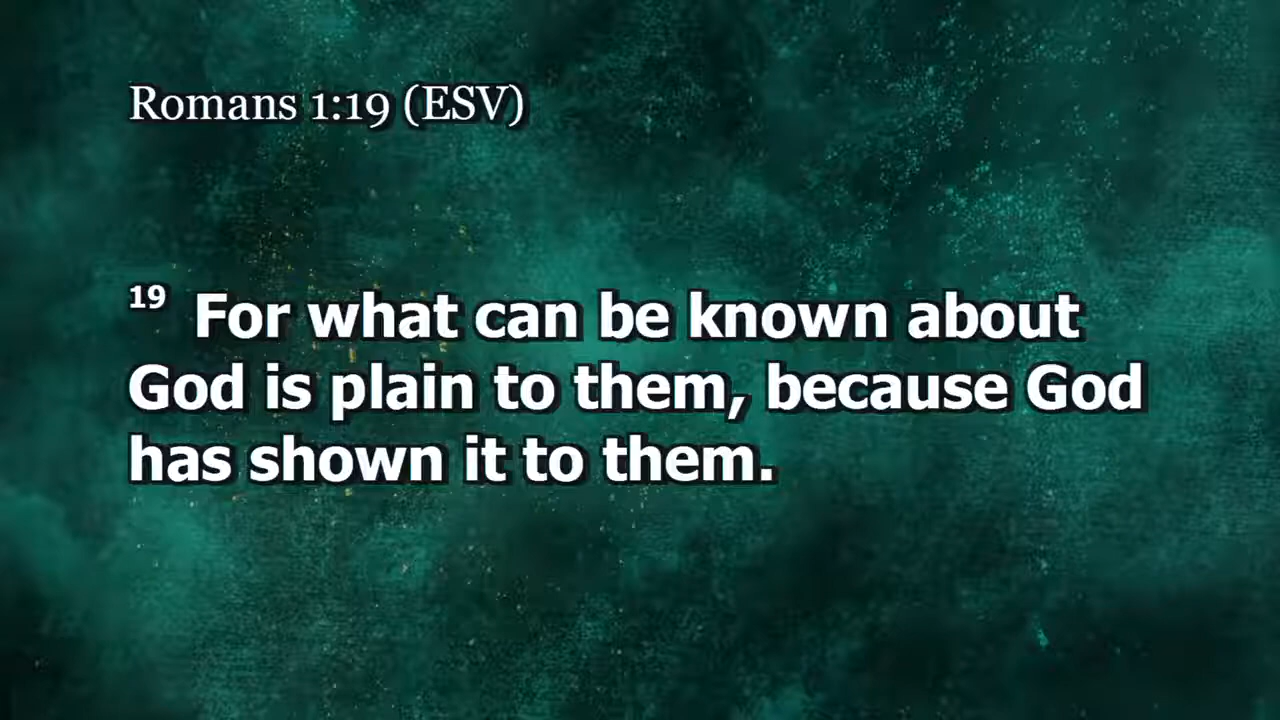 Romans 1:19 (ESV)
19 For what can be known about
God is plain to them, because God
has shown it to them.